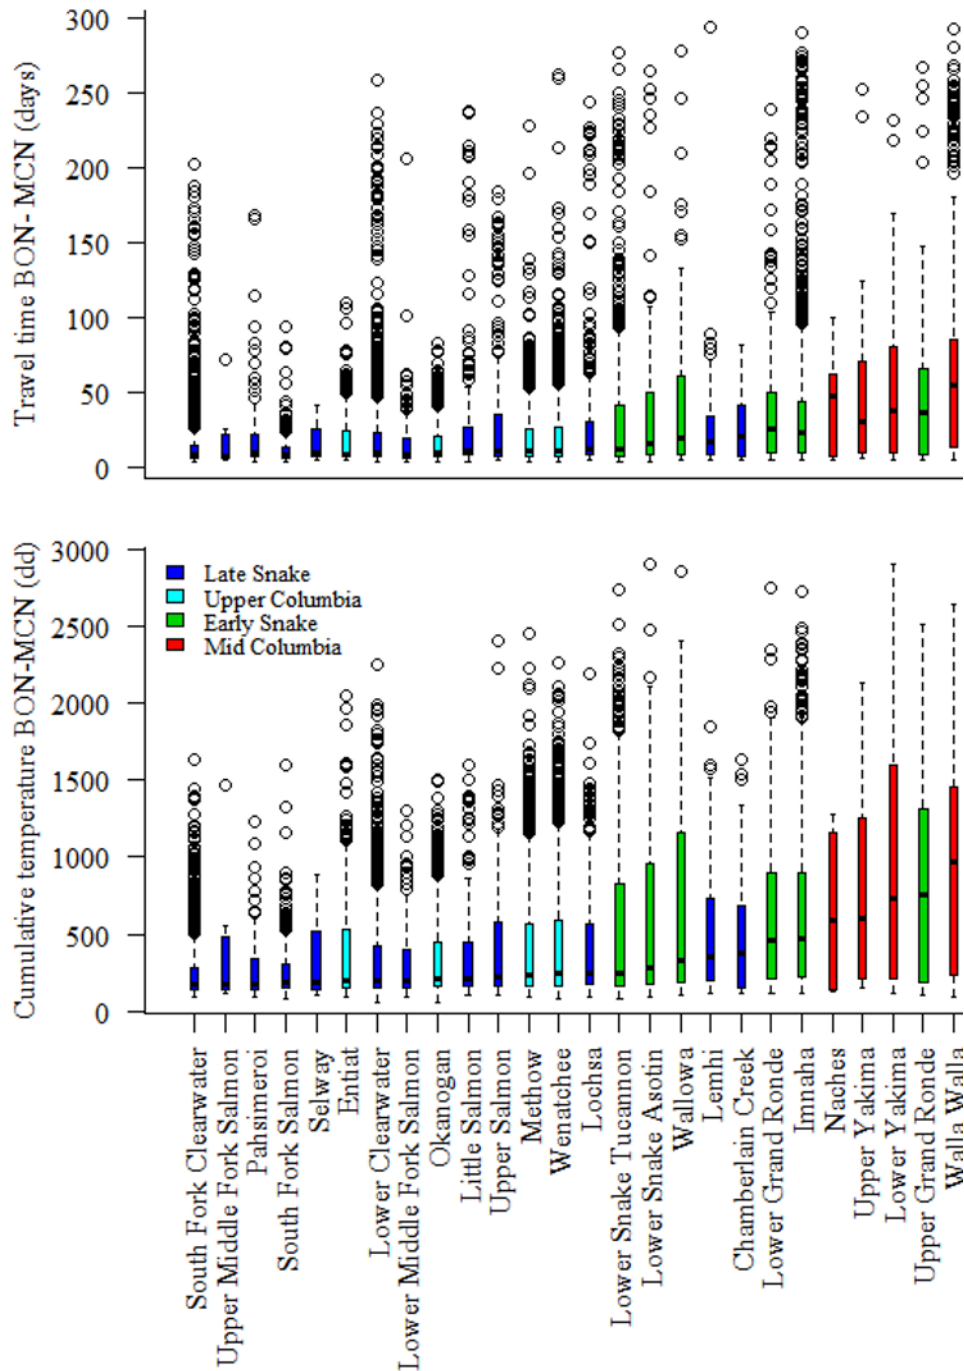 Travel time BON- MCN (days)
300
250
200
150
100
50
0
Cumulative temperature BON-MCN (dd)
3000
2500
2000
1500
1000
500
0
Late Snake
Upper Columbia
Early Snake
Mid Columbia
South Fork Clearwater
Upper Middle Fork Salmon
Pahsimeroi
South Fork Salmon
Selway
Entiat
Lower Clearwater
Lower Middle Fork Salmon
Okanogan
Little Salmon
Upper Salmon
Methow
Wenatchee
Lochsa
Lower Snake Tucannon
Lower Snake Asotin
Wallowa
Lemhi
Chamberlain Creek
Lower Grand Ronde
Imnaha
Naches
Upper Yakima
Lower Yakima
Upper Grand Ronde
Walla Walla